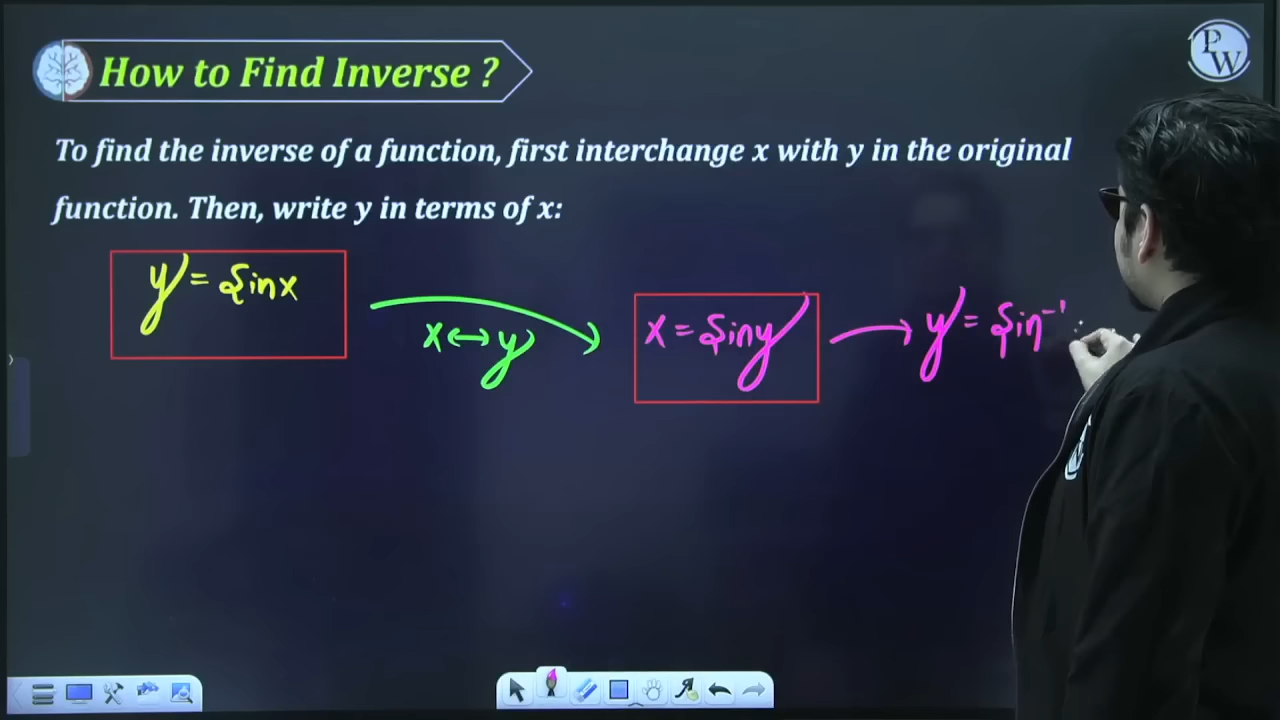 PW
How to Find Inverse ?
To find the inverse of a function, first interchange x with y in the original
function. Then, write y in terms of x:
y = Sinx
x ↔ y
x = Siny
y = Sin⁻¹